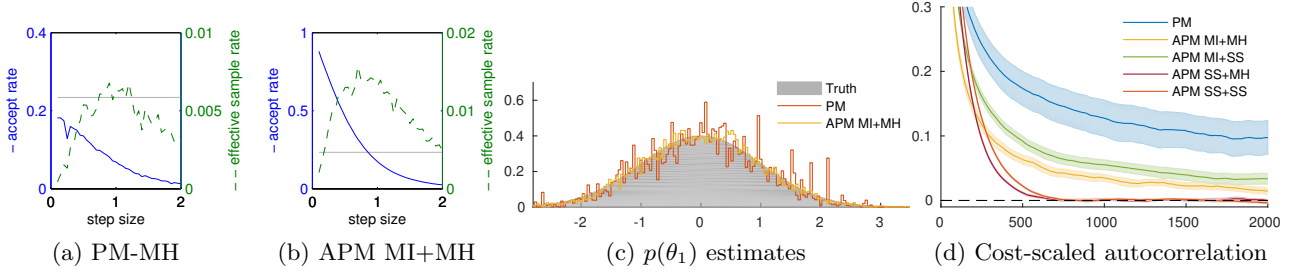 0.4
0.2
0
0 1 2
0.01
0.005
0
– accept rate
step size
– – effective sample rate
(a) PM-MH
1
0.5
0
0 1 2
0.02
0.01
0
– accept rate
step size
– – effective sample rate
(b) APM MI+MH
Truth
PM
APM MI+MH
0.6
0.4
0.2
0
-1 0 1 2 3
(c) p(θ₁) estimates
PM
APM MI+MH
APM MI+SS
APM SS+MH
APM SS+SS
0.3
0.2
0.1
0
0 500 1000 1500 2000
(d) Cost-scaled autocorrelation